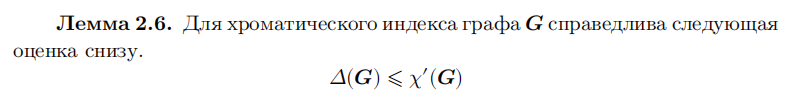 Лемма 2.6. Для хроматического индекса графа G справедлива следующая
оценка снизу.
Δ(G) ⩽ χ′(G)